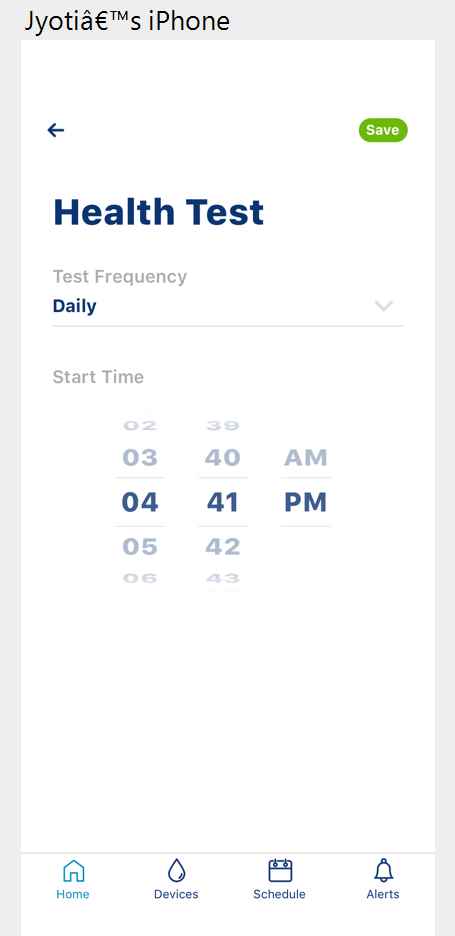 Jyotiâ€™s iPhone
Save
Health Test
Test Frequency
Daily
Start Time
02 39
03 40 AM
04 41 PM
05 42
06 43
Home Devices Schedule Alerts